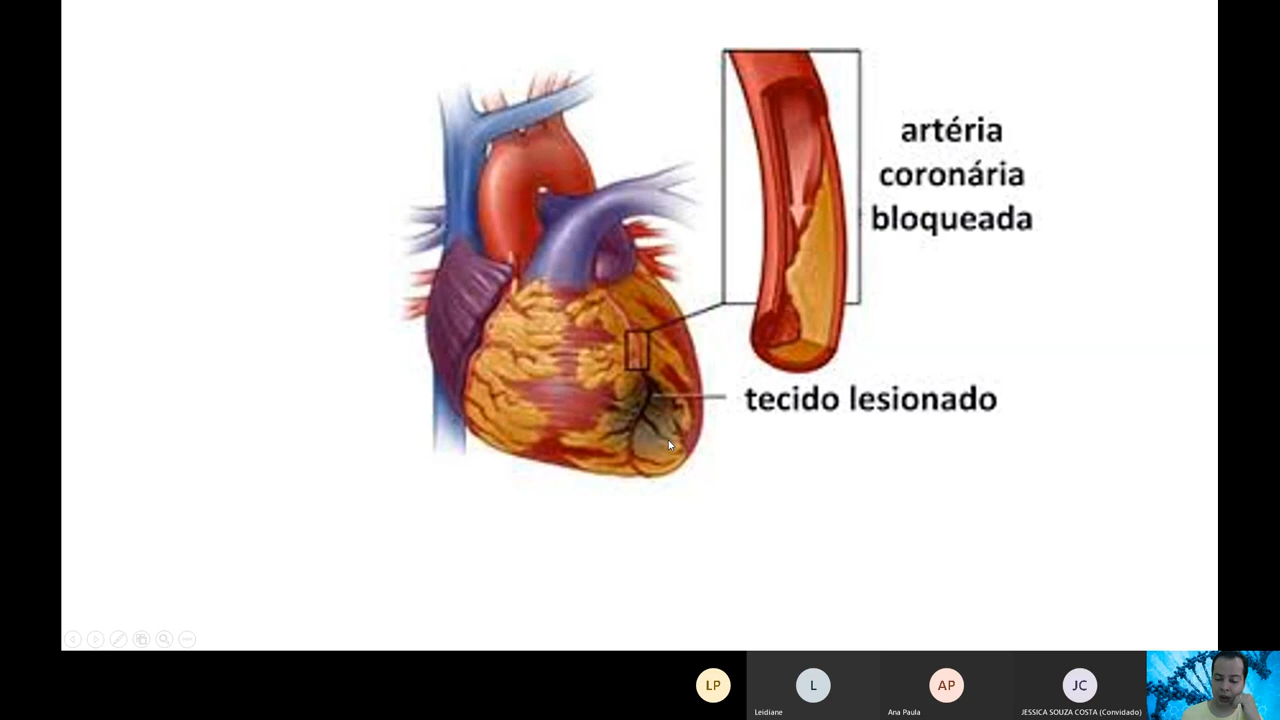 artéria
coronária
bloqueada
tecido lesionado
LP
L
AP
JC
Leidiane
Ana Paula
JESSICA SOUZA COSTA (Convidado)